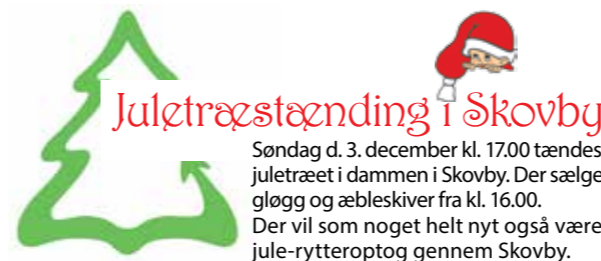 Juletræstænding i Skovby
Søndag d. 3. december kl. 17.00 tændes
juletræet i dammen i Skovby. Der sælge
gløgg og æbleskiver fra kl. 16.00.
Der vil som noget helt nyt også være
jule-rytteroptog gennem Skovby.